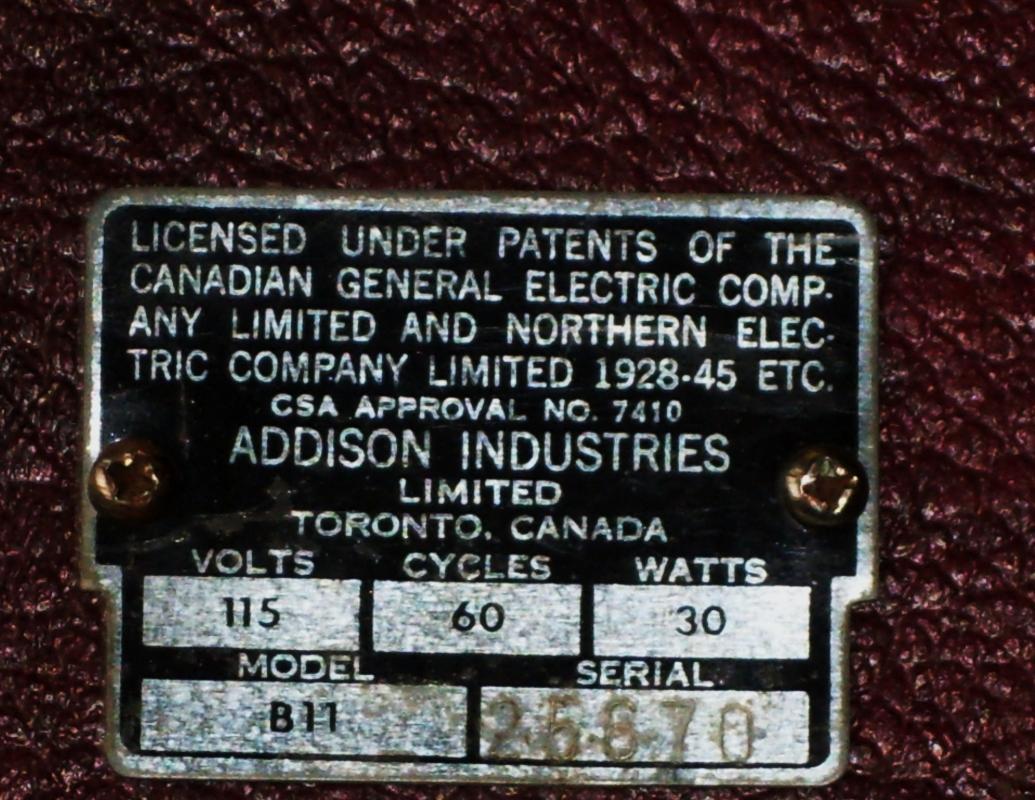 LICENSED UNDER PATENTS OF THE
CANADIAN GENERAL ELECTRIC COMP-
ANY LIMITED AND NORTHERN ELEC-
TRIC COMPANY LIMITED 1928-45 ETC.
CSA APPROVAL NO. 7410
ADDISON INDUSTRIES
LIMITED
TORONTO, CANADA
VOLTS CYCLES WATTS
115 60 30
MODEL SERIAL
B11 25670